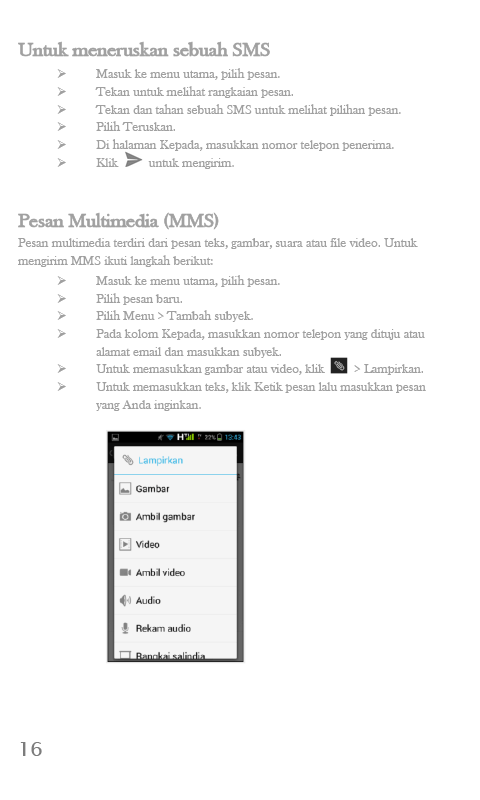 Untuk meneruskan sebuah SMS
➢ Masuk ke menu utama, pilih pesan.
➢ Tekan untuk melihat rangkaian pesan.
➢ Tekan dan tahan sebuah SMS untuk melihat pilihan pesan.
➢ Pilih Teruskan.
➢ Di halaman Kepada, masukkan nomor telepon penerima.
➢ Klik untuk mengirim.
Pesan Multimedia (MMS)
Pesan multimedia terdiri dari pesan teks, gambar, suara atau file video. Untuk
mengirim MMS ikuti langkah berikut:
➢ Masuk ke menu utama, pilih pesan.
➢ Pilih pesan baru.
➢ Pilih Menu > Tambah subyek.
➢ Pada kolom Kepada, masukkan nomor telepon yang dituju atau
alamat email dan masukkan subyek.
➢ Untuk memasukkan gambar atau video, klik > Lampirkan.
➢ Untuk memasukkan teks, klik Ketik pesan lalu masukkan pesan
yang Anda inginkan.
H 22% 13:43
Lampirkan
Gambar
Ambil gambar
Video
Ambil video
Audio
Rekam audio
Bangkai salindia
16